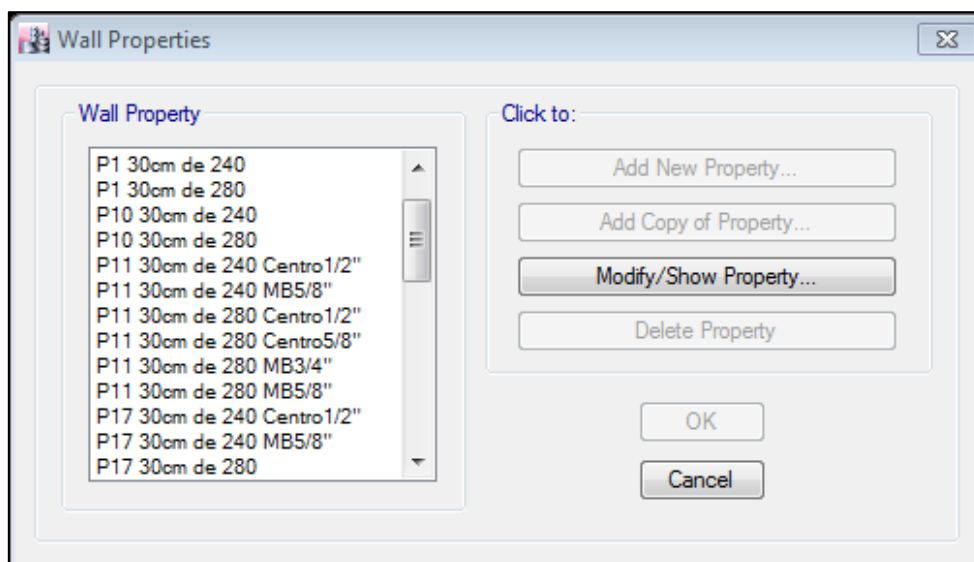 Wall Properties
Wall Property
P1 30cm de 240
P1 30cm de 280
P10 30cm de 240
P10 30cm de 280
P11 30cm de 240 Centro1/2"
P11 30cm de 240 MB5/8"
P11 30cm de 280 Centro1/2"
P11 30cm de 280 Centro5/8"
P11 30cm de 280 MB3/4"
P11 30cm de 280 MB5/8"
P17 30cm de 240 Centro1/2"
P17 30cm de 240 MB5/8"
P17 30cm de 280
Click to:
Add New Property...
Add Copy of Property...
Modify/Show Property...
Delete Property
OK
Cancel